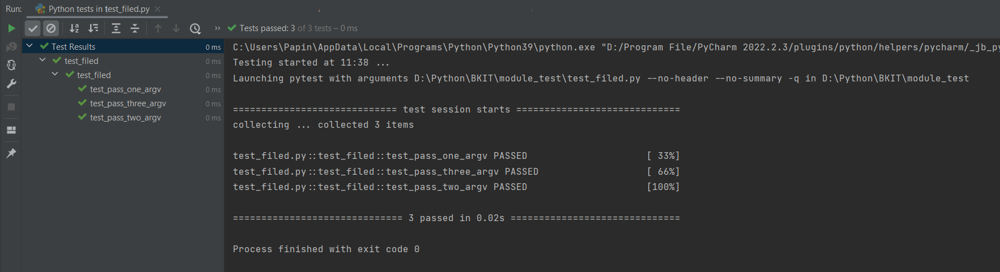 Run: Python tests in test_filed.py
Tests passed: 3 of 3 tests – 0 ms
Test Results 0 ms
test_filed 0 ms
test_filed 0 ms
test_pass_one_argv 0 ms
test_pass_three_argv 0 ms
test_pass_two_argv 0 ms
C:\Users\Papin\AppData\Local\Programs\Python\Python39\python.exe "D:/Program File/PyCharm 2022.2.3/plugins/python/helpers/pycharm/_jb_py
Testing started at 11:38 ...
Launching pytest with arguments D:\Python\BKIT\module_test\test_filed.py --no-header --no-summary -q in D:\Python\BKIT\module_test
============================= test session starts =============================
collecting ... collected 3 items
test_filed.py::test_filed::test_pass_one_argv PASSED [ 33%]
test_filed.py::test_filed::test_pass_three_argv PASSED [ 66%]
test_filed.py::test_filed::test_pass_two_argv PASSED [100%]
============================== 3 passed in 0.02s ==============================
Process finished with exit code 0